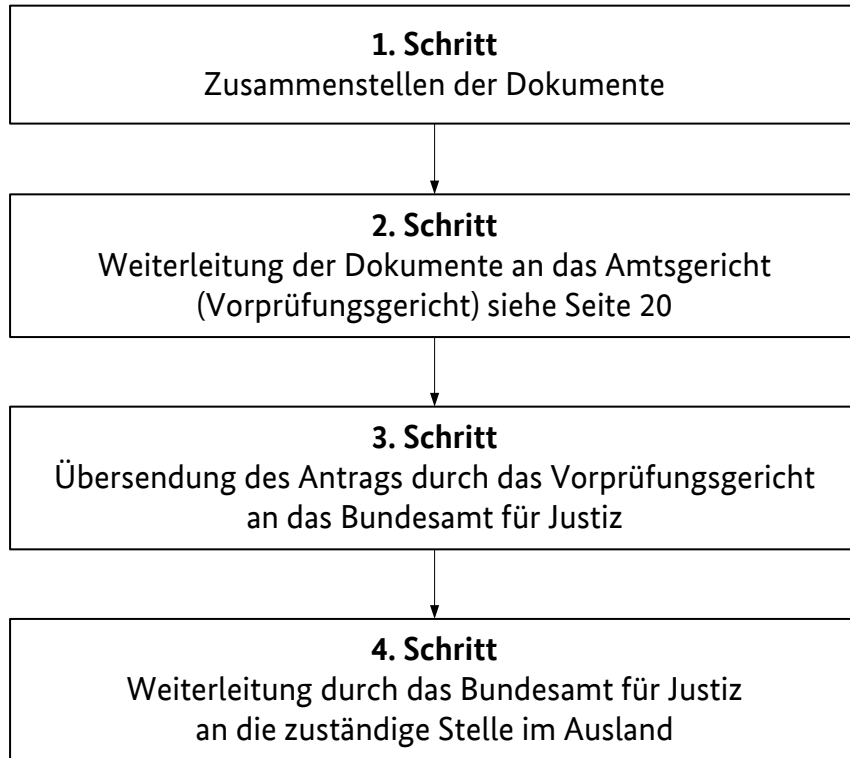 1. Schritt
Zusammenstellen der Dokumente
2. Schritt
Weiterleitung der Dokumente an das Amtsgericht
(Vorprüfungsgericht) siehe Seite 20
3. Schritt
Übersendung des Antrags durch das Vorprüfungsgericht
an das Bundesamt für Justiz
4. Schritt
Weiterleitung durch das Bundesamt für Justiz
an die zuständige Stelle im Ausland